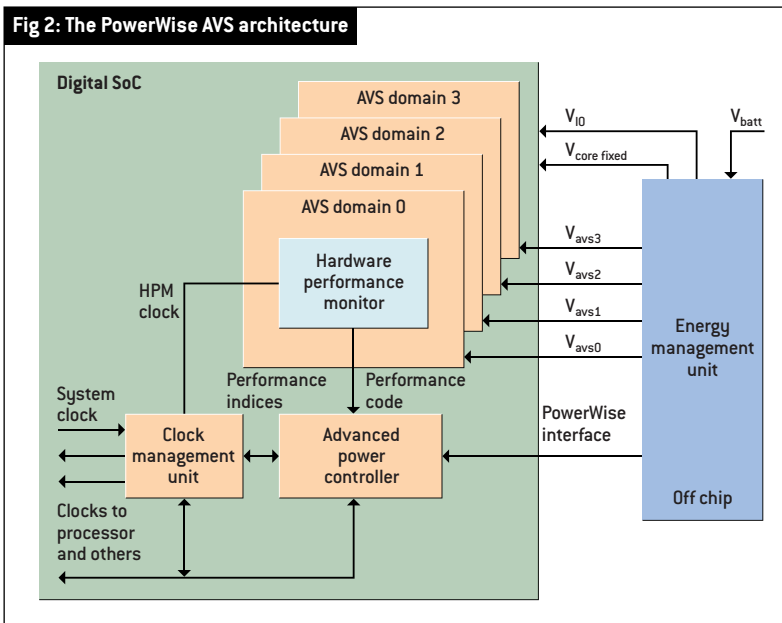 Fig 2: The PowerWise AVS architecture
Digital SoC
AVS domain 3
AVS domain 2
AVS domain 1
AVS domain 0
Hardware
performance
monitor
HPM
clock
Performance
indices
Performance
code
System
clock
Clock
management
unit
Advanced
power
controller
Clocks to
processor
and others
VI0
Vbatt
Vcore fixed
Vavs3
Vavs2
Vavs1
Vavs0
Energy
management
unit
PowerWise
interface
Off chip